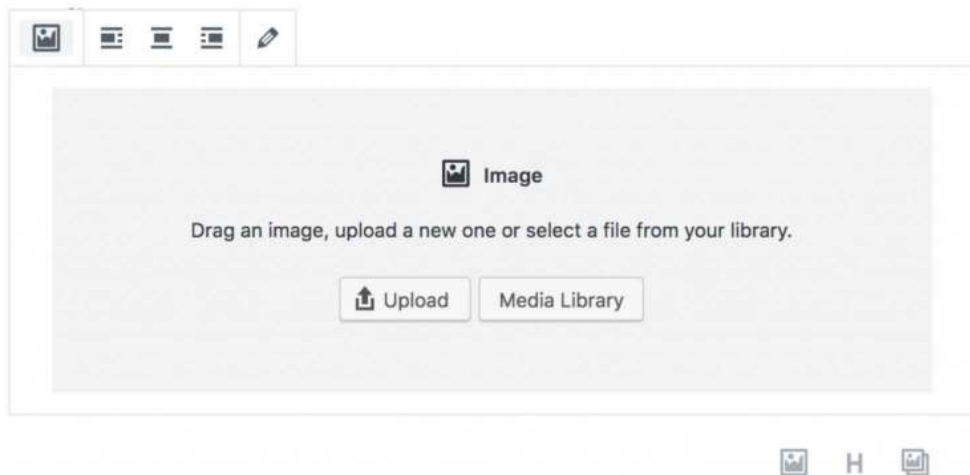 Image
Drag an image, upload a new one or select a file from your library.
Upload Media Library
H